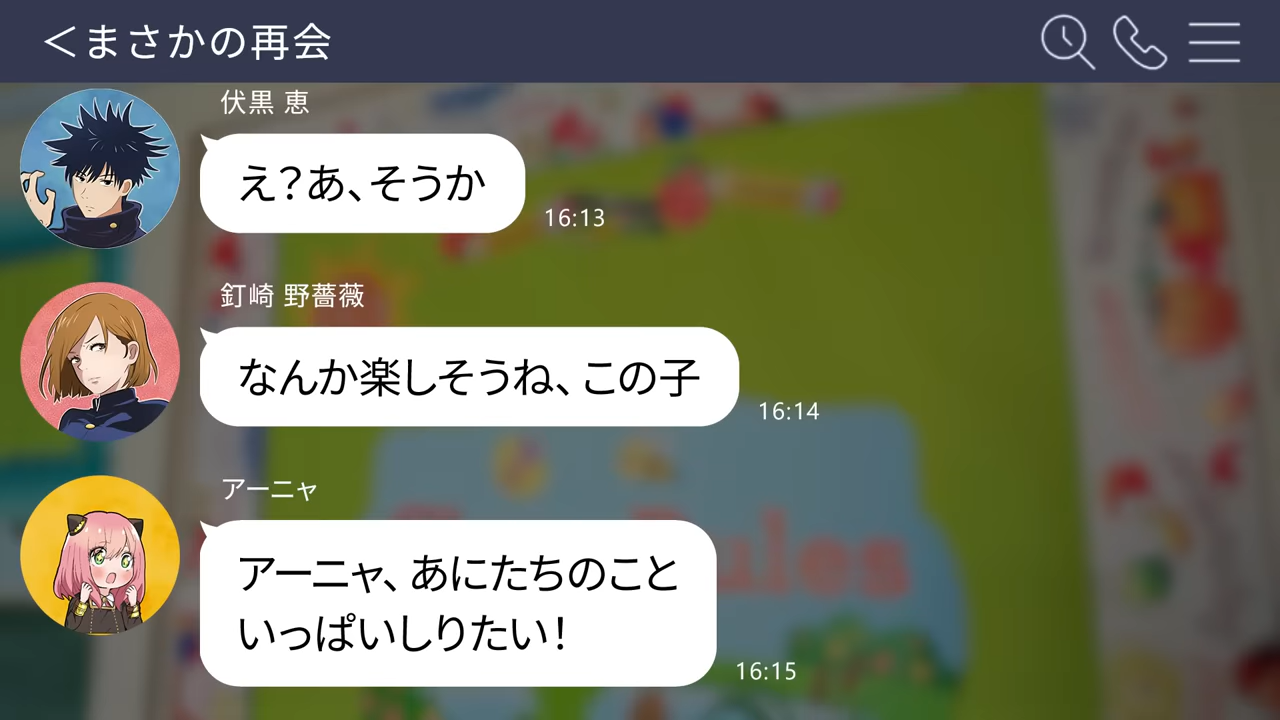 ＜まさかの再会
伏黒 恵
え？あ、そうか
16:13
釘崎 野薔薇
なんか楽しそうね、この子
16:14
アーニャ
アーニャ、あにたちのこと
いっぱいしりたい！
16:15